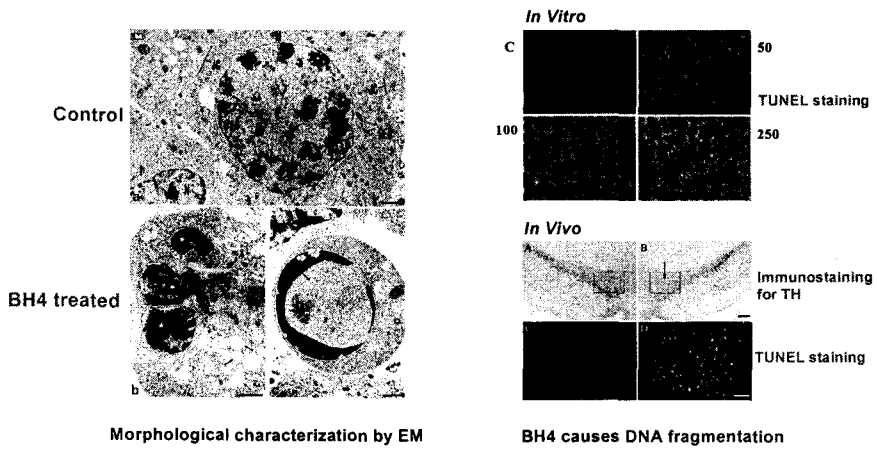 In Vitro
C
50
Control
TUNEL staining
100
250
In Vivo
A
B
BH4 treated
Immunostaining
for TH
TUNEL staining
D
b
Morphological characterization by EM
BH4 causes DNA fragmentation